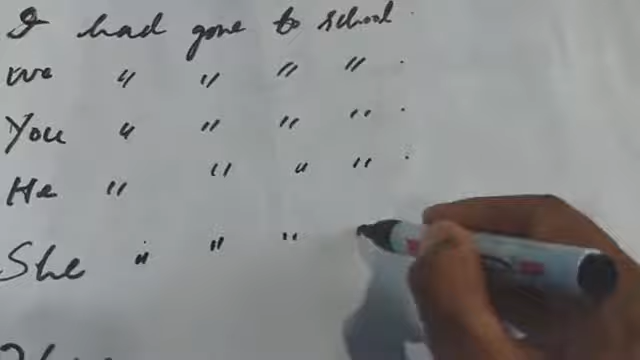 I had gone to school.
We " " " " .
You " " " " .
He " " " " .
She " " "